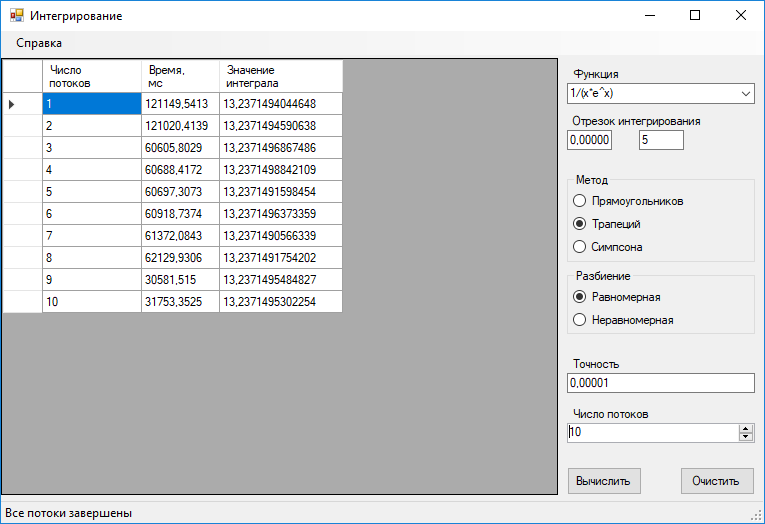 Интегрирование
Справка
Число потоков
Время, мс
Значение интеграла
1 121149,5413 13,2371494044648
2 121020,4139 13,2371494590638
3 60605,8029 13,2371496867486
4 60688,4172 13,2371498842109
5 60697,3073 13,2371491598454
6 60918,7374 13,2371496373359
7 61372,0843 13,2371490566339
8 62129,9306 13,2371491754202
9 30581,515 13,2371495484827
10 31753,3525 13,2371495302254
Функция
1/(x*e^x)
Отрезок интегрирования
0,00000 5
Метод
Прямоугольников
Трапеций
Симпсона
Разбиение
Равномерная
Неравномерная
Точность
0,00001
Число потоков
10
Вычислить Очистить
Все потоки завершены